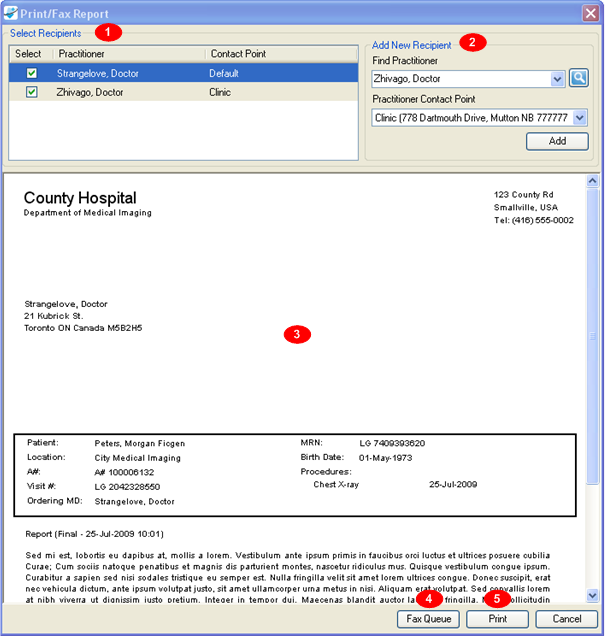 Print/Fax Report
Select Recipients 1
Select Practitioner Contact Point
Strangelove, Doctor Default
Zhivago, Doctor Clinic
Add New Recipient 2
Find Practitioner
Zhivago, Doctor
Practitioner Contact Point
Clinic (778 Dartmouth Drive, Mutton NB 777777
Add
County Hospital
Department of Medical Imaging
123 County Rd
Smallville, USA
Tel: (416) 555-0002
Strangelove, Doctor
21 Kubrick St.
Toronto ON Canada M5B2H5
3
Patient: Peters, Morgan Ficgen MRN: LG 7409393620
Location: City Medical Imaging Birth Date: 01-May-1973
A#: A# 100006132 Procedures:
Visit #: LG 2042328550 Chest X-ray 25-Jul-2009
Ordering MD: Strangelove, Doctor
Report (Final - 25-Jul-2009 10:01)
Sed mi est, lobortis eu dapibus at, mollis a lorem. Vestibulum ante ipsum primis in faucibus orci luctus et ultrices posuere cubilia
Curae; Cum sociis natoque penatibus et magnis dis parturient montes, nascetur ridiculus mus. Quisque vestibulum congue ipsum.
Curabitur a sapien sed nisi sodales tristique eu semper est. Nulla fringilla velit sit amet lorem ultrices congue. Donec suscipit, erat
nec vehicula dictum, ante ipsum volutpat justo, sit amet ullamcorper urna metus in nisi. Aliquam erat volutpat. Sed convallis lorem
at nibh viverra ut dignissim justo pretium. Integer in tempor dui. Maecenas blandit auctor fringilla. sollicitudin
4 5
Fax Queue Print Cancel